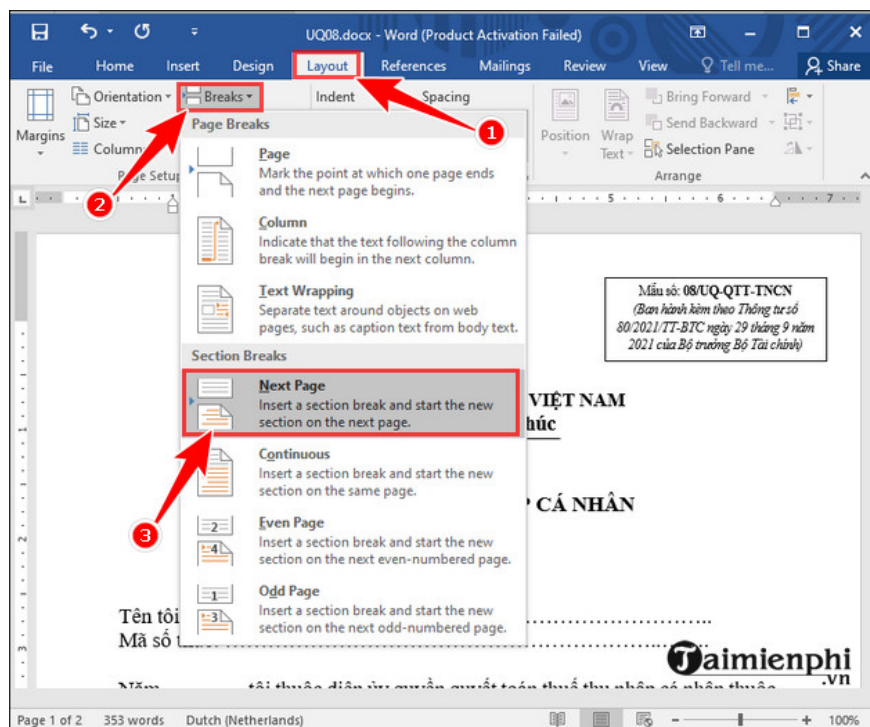 UQ08.docx - Word (Product Activation Failed)
File Home Insert Design Layout References Mailings Review View Tell me... Share
Margins
Orientation
Size
Breaks
Indent Spacing
Position
Wrap Text
Bring Forward
Send Backward
Selection Pane
Arrange
1
2
3
Page Breaks
Page
Mark the point at which one page ends
and the next page begins.
Column
Indicate that the text following the column
break will begin in the next column.
Text Wrapping
Separate text around objects on web
pages, such as caption text from body text.
Section Breaks
Next Page
Insert a section break and start the new
section on the next page.
Continuous
Insert a section break and start the new
section on the same page.
Even Page
Insert a section break and start the new
section on the next even-numbered page.
Odd Page
Insert a section break and start the new
section on the next odd-numbered page.
5 6 7
Mẫu số: 08/UQ-QTT-TNCN
(Ban hành kèm theo Thông tư số
80/2021/TT-BTC ngày 29 tháng 9 năm
2021 của Bộ trưởng Bộ Tài chính)
VIỆT NAM
CÁ NHÂN
Tên tôi
Mã số
Taimienphi
.vn
Page 1 of 2 353 words Dutch (Netherlands) 100%